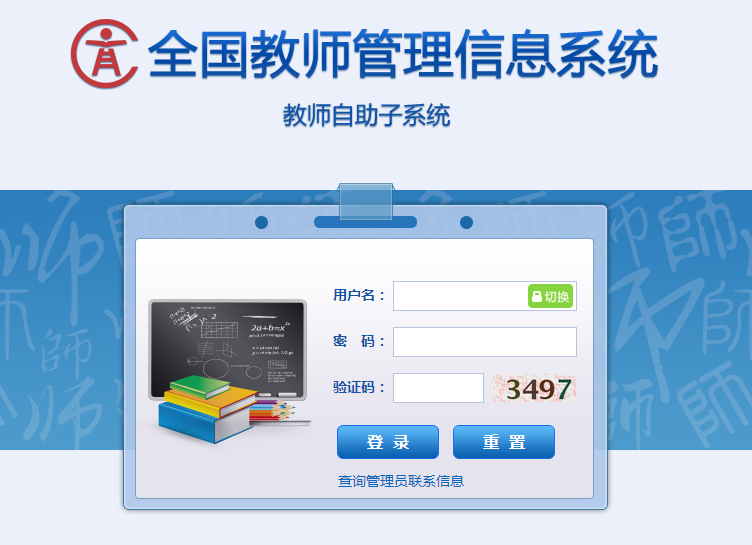 全国教师管理信息系统
教师自助子系统
用户名：
切换
2a+b=x²
密 码：
验证码：
3497
登 录
重 置
查询管理员联系信息